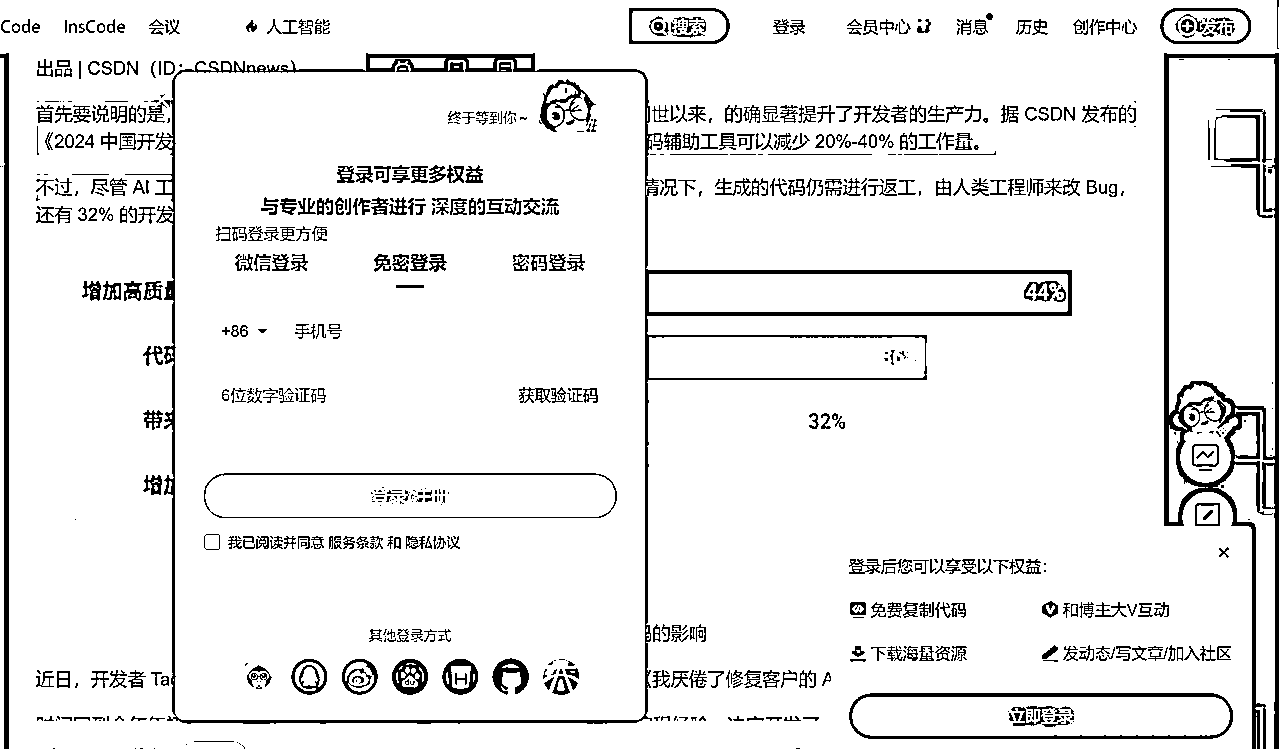 Code InsCode 会议 人工智能 搜索 登录 会员中心 消息 历史 创作中心 发布
出品 | CSDN（ID：CSDNnews）
首先要说明的是，
世以来，的确显著提升了开发者的生产力。据 CSDN 发布的
《2024 中国开发
码辅助工具可以减少 20%-40% 的工作量。
不过，尽管 AI 工
情况下，生成的代码仍需进行返工，由人类工程师来改 Bug，
还有 32% 的开发
终于等到你~
登录可享更多权益
与专业的创作者进行 深度的互动交流
扫码登录更方便
微信登录 免密登录 密码登录
+86 手机号
6位数字验证码 获取验证码
登录/注册
我已阅读并同意 服务条款 和 隐私协议
其他登录方式
增加高质量
44%
代码
带来
32%
增加
的影响
近日，开发者
《我厌倦了修复客户的
登录后您可以享受以下权益：
免费复制代码 和博主大V互动
下载海量资源 发动态/写文章/加入社区
立即登录